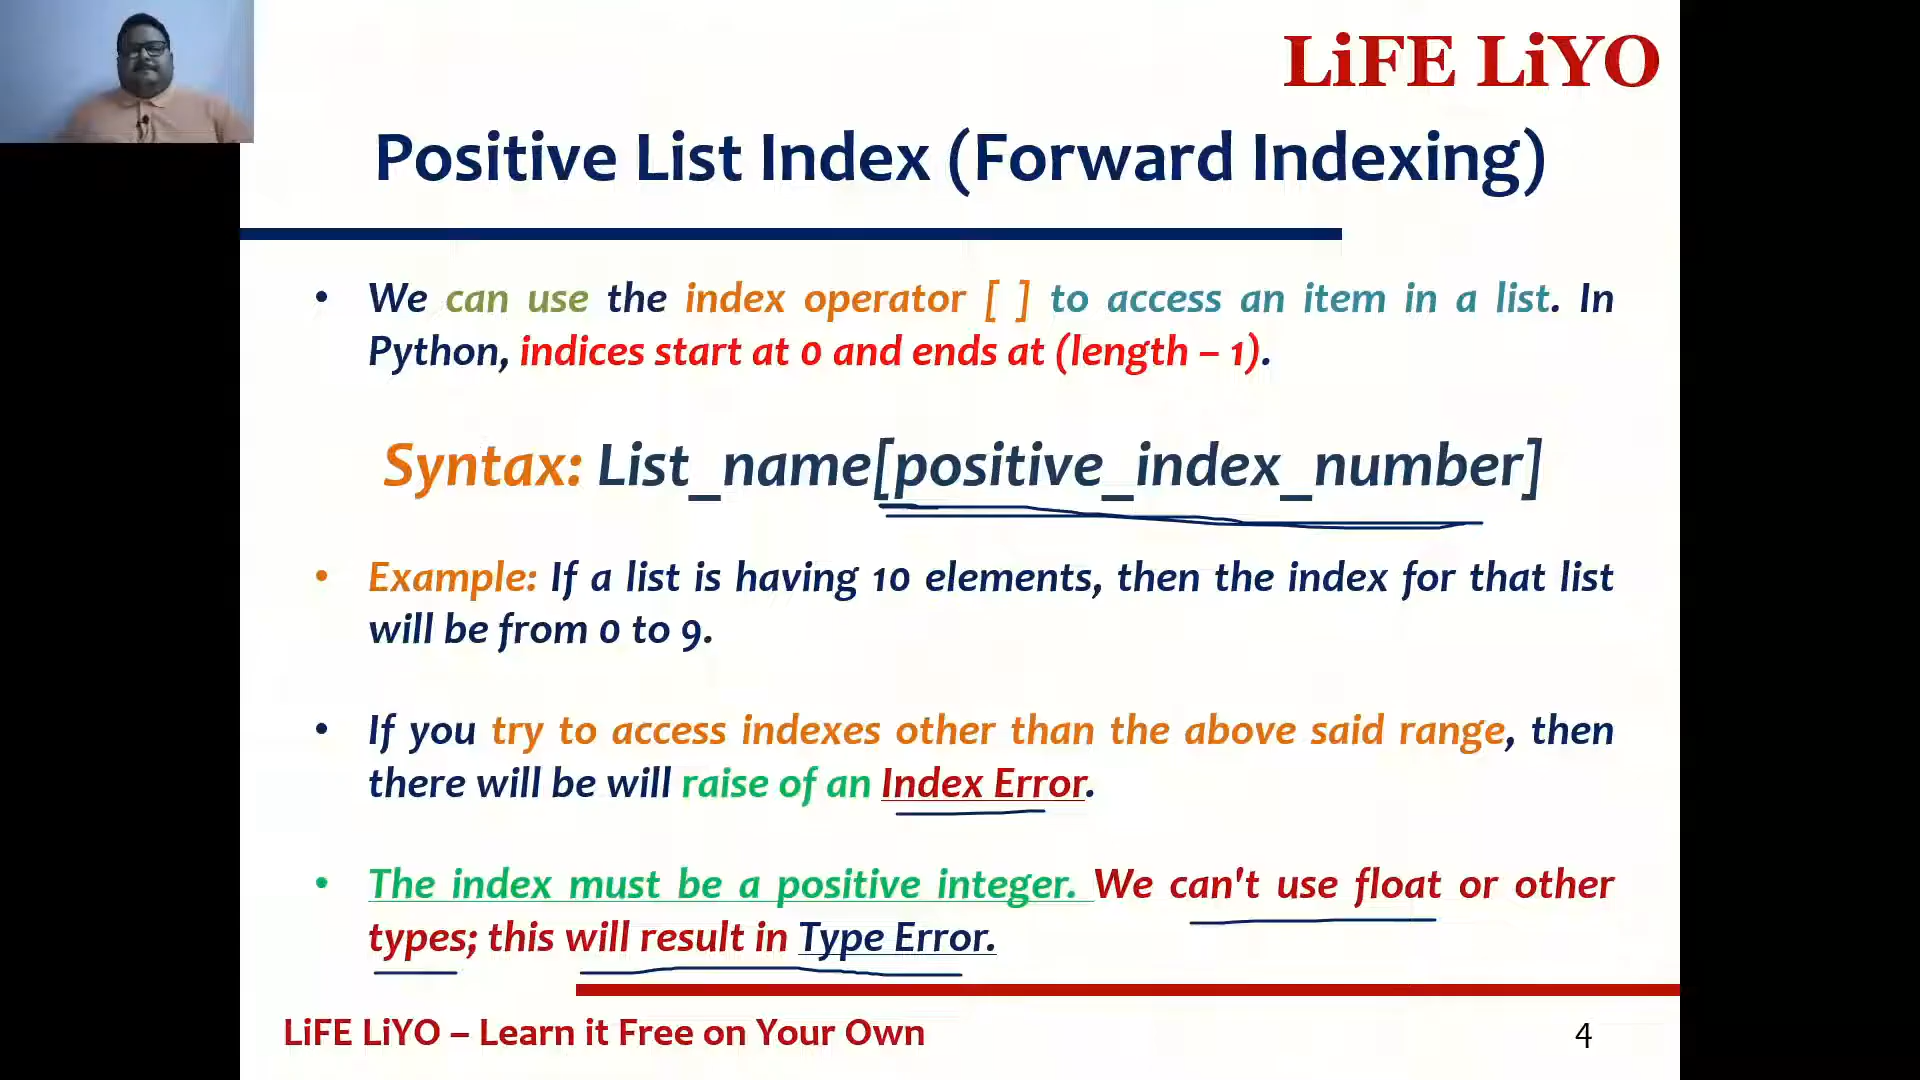 LiFE LiYO
Positive List Index (Forward Indexing)
• We can use the index operator [ ] to access an item in a list. In
Python, indices start at 0 and ends at (length – 1).
Syntax: List_name[positive_index_number]
• Example: If a list is having 10 elements, then the index for that list
will be from 0 to 9.
• If you try to access indexes other than the above said range, then
there will be will raise of an Index Error.
• The index must be a positive integer. We can't use float or other
types; this will result in Type Error.
LiFE LiYO – Learn it Free on Your Own
4